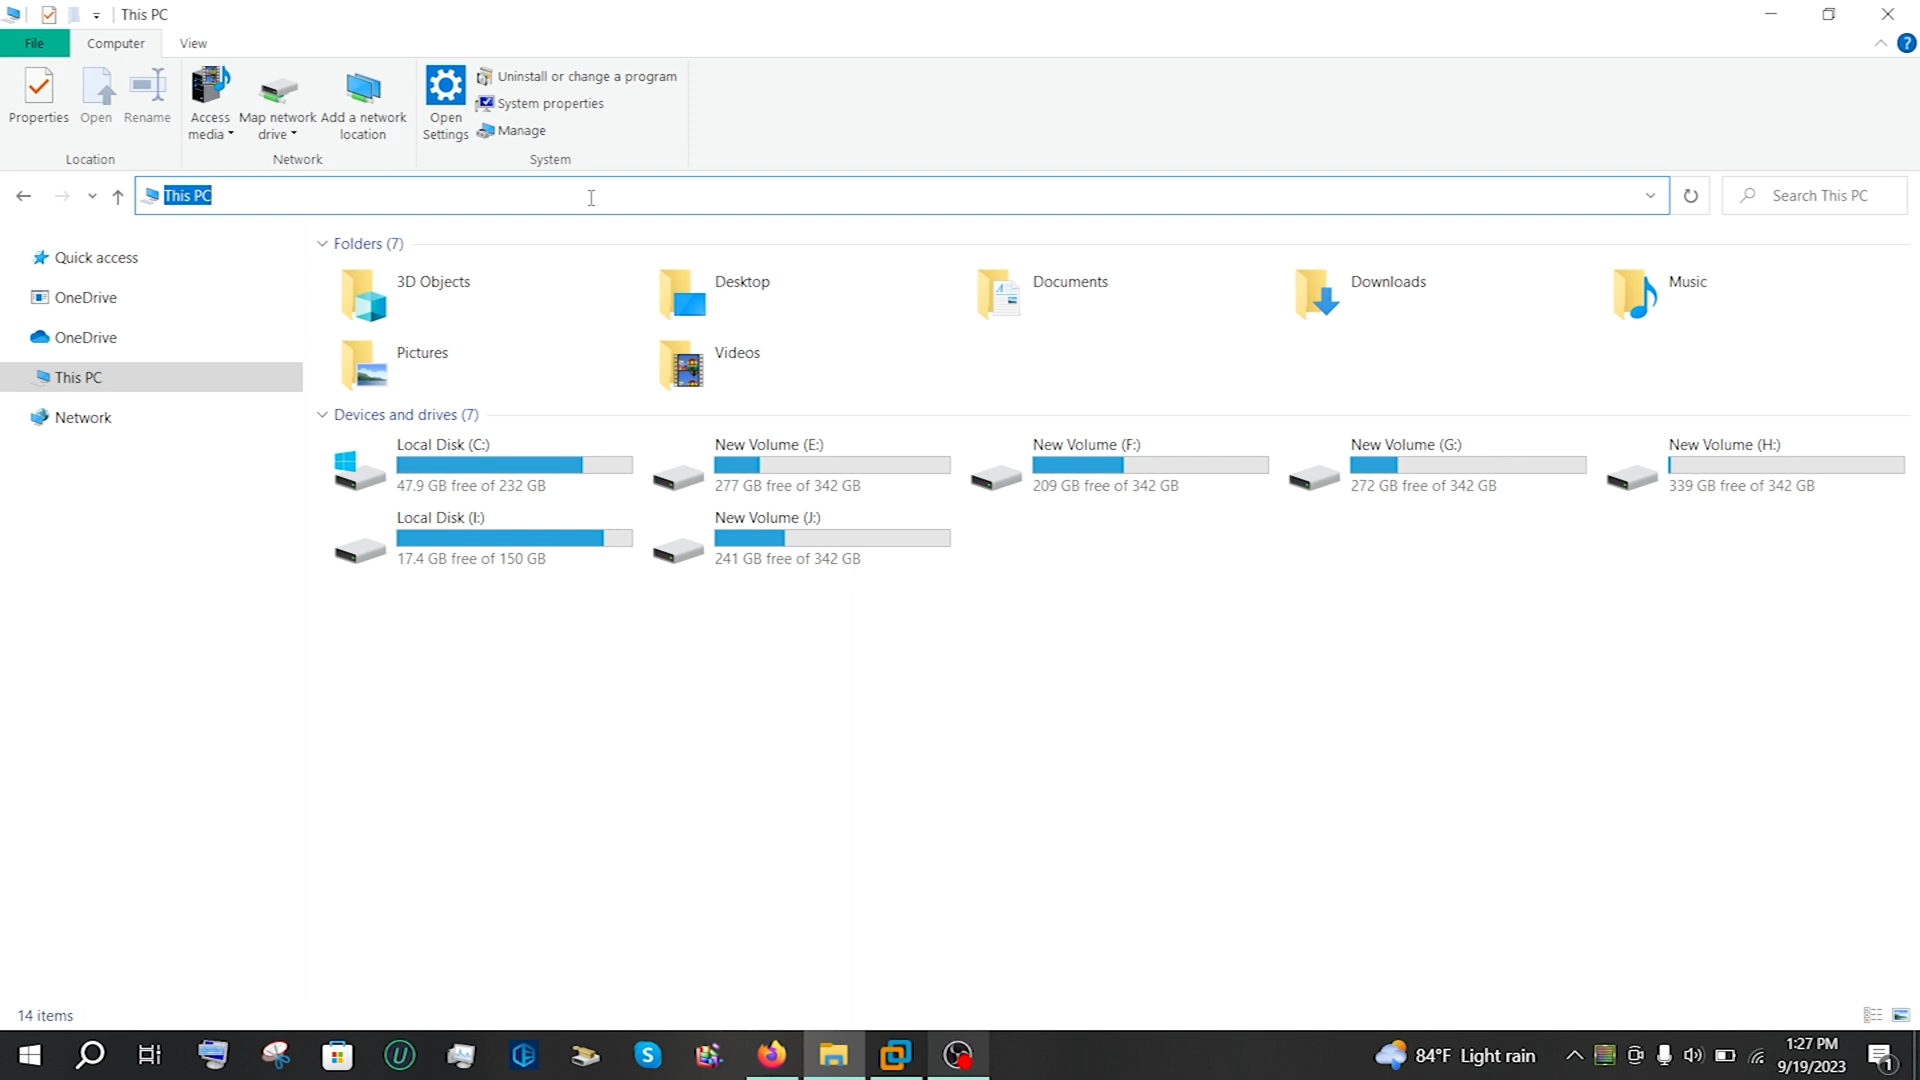 This PC
File Computer View
Properties Open Rename Access media Map network drive Add a network location Open Settings Uninstall or change a program
System properties
Manage
Location Network System
This PC Search This PC
Quick access
OneDrive
OneDrive
This PC
Network
Folders (7)
3D Objects Desktop Documents Downloads Music
Pictures Videos
Devices and drives (7)
Local Disk (C:) New Volume (E:) New Volume (F:) New Volume (G:) New Volume (H:)
47.9 GB free of 232 GB 277 GB free of 342 GB 209 GB free of 342 GB 272 GB free of 342 GB 339 GB free of 342 GB
Local Disk (I:) New Volume (J:)
17.4 GB free of 150 GB 241 GB free of 342 GB
14 items
84°F Light rain
1:27 PM
9/19/2023
1